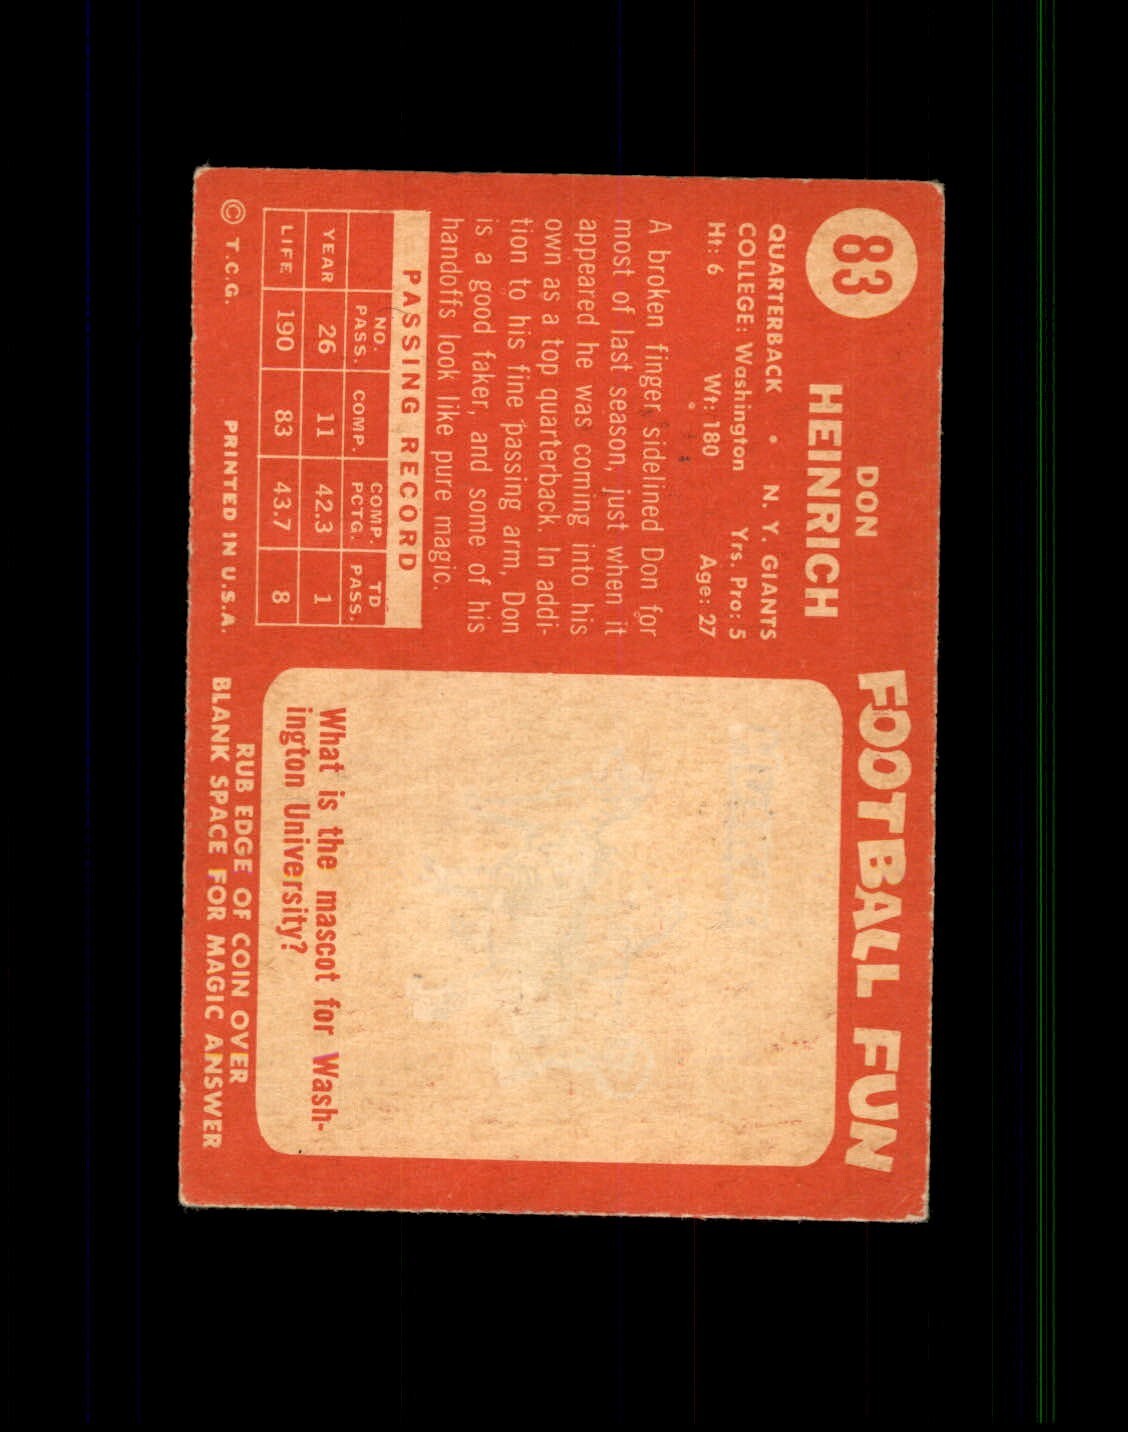 83
DON
HEINRICH
QUARTERBACK • N. Y. GIANTS
COLLEGE: Washington Yrs. Pro: 5
Ht: 6 Wt: 180 Age: 27
A broken finger sidelined Don for
most of last season, just when it
appeared he was coming into his
own as a top quarterback. In addi-
tion to his fine passing arm, Don
is a good faker, and some of his
handoffs look like pure magic.
PASSING RECORD
NO. PASS. COMP. COMP. PCTG. TD PASS.
YEAR 26 11 42.3 1
LIFE 190 83 43.7 8
© T.C.G. PRINTED IN U.S.A.
FOOTBALL FUN
What is the mascot for Wash-
ington University?
RUB EDGE OF COIN OVER
BLANK SPACE FOR MAGIC ANSWER